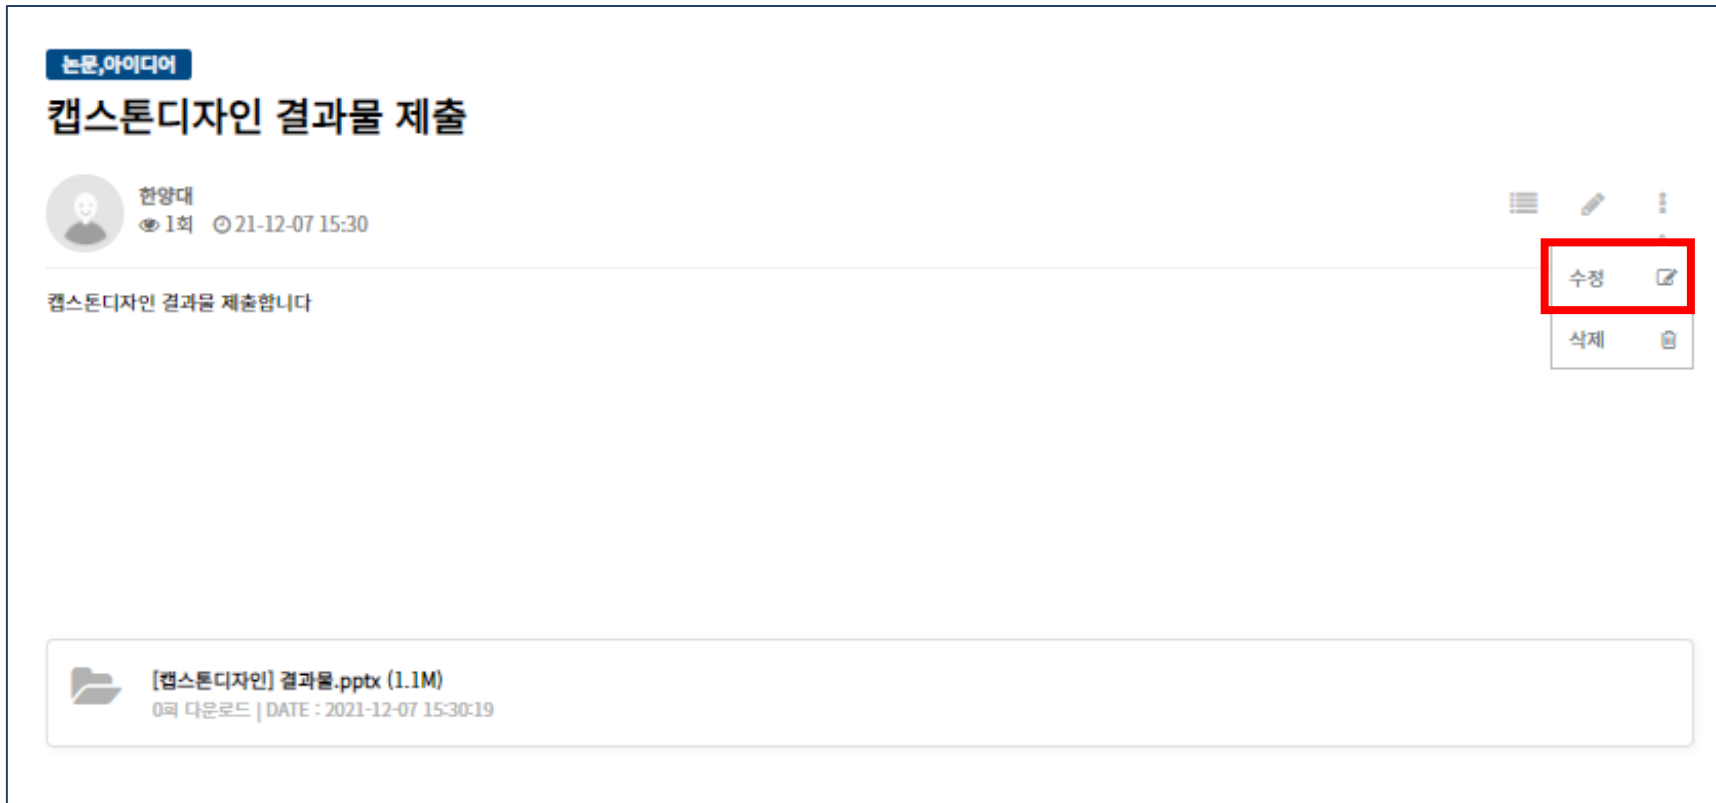 논문,아이디어
캡스톤디자인 결과물 제출
한양대
1회 21-12-07 15:30
수정
캡스톤디자인 결과물 제출합니다
삭제
[캡스톤디자인] 결과물.pptx (1.1M)
0회 다운로드 | DATE : 2021-12-07 15:30:19